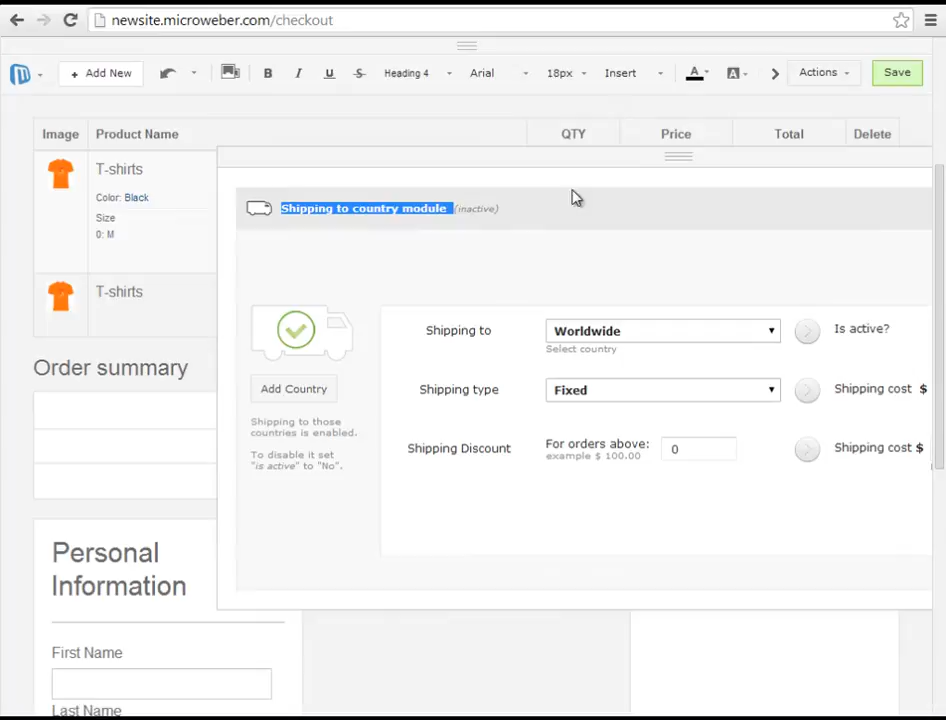 newsite.microweber.com/checkout
+ Add New
B I U S Heading 4 Arial 18px Insert A A Actions Save
Image Product Name QTY Price Total Delete
T-shirts
Color: Black
Size
0: M
T-shirts
Order summary
Personal
Information
First Name
Last Name
Shipping to country module (inactive)
Shipping to Worldwide Is active?
Select country
Add Country
Shipping type Fixed Shipping cost $
Shipping to those
countries is enabled.
To disable it set
"is active" to "No".
Shipping Discount For orders above: 0 Shipping cost $
example $ 100.00